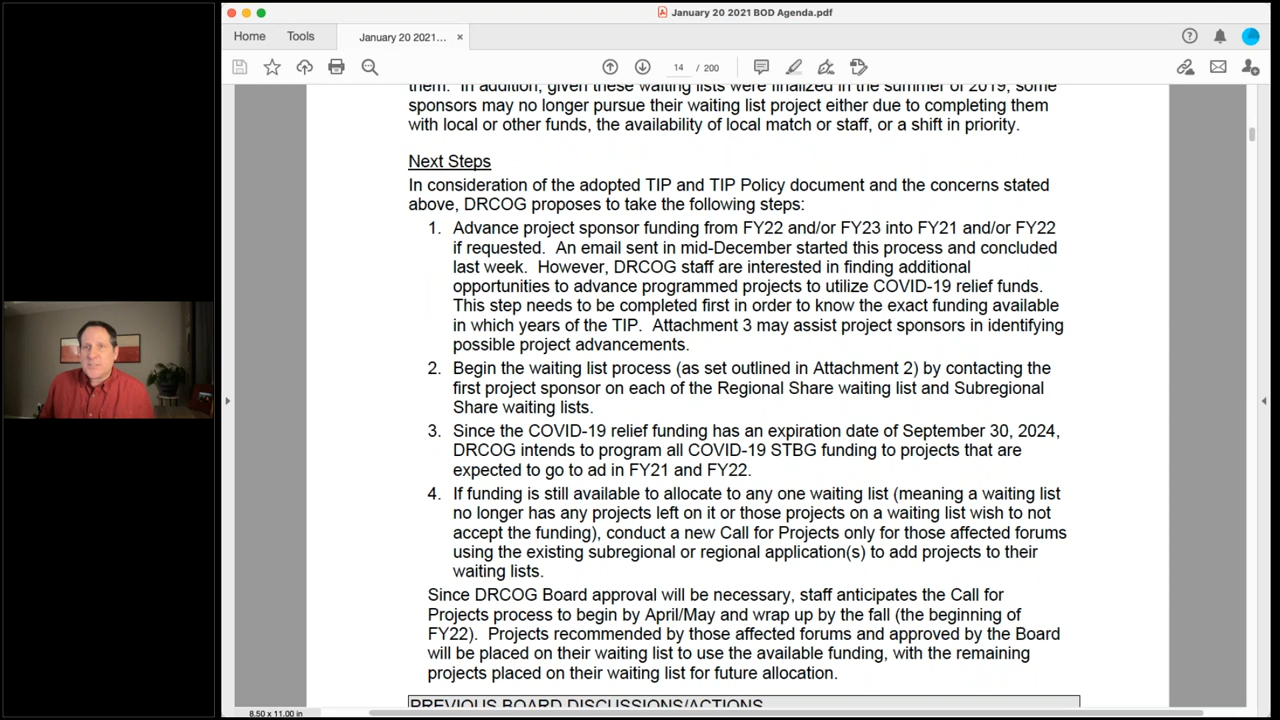 January 20 2021 BOD Agenda.pdf
Home
Tools
January 20 2021...
×
14 / 200
them. In addition, given these waiting lists were finalized in the summer of 2019, some
sponsors may no longer pursue their waiting list project either due to completing them
with local or other funds, the availability of local match or staff, or a shift in priority.
Next Steps
In consideration of the adopted TIP and TIP Policy document and the concerns stated
above, DRCOG proposes to take the following steps:
1. Advance project sponsor funding from FY22 and/or FY23 into FY21 and/or FY22
if requested. An email sent in mid-December started this process and concluded
last week. However, DRCOG staff are interested in finding additional
opportunities to advance programmed projects to utilize COVID-19 relief funds.
This step needs to be completed first in order to know the exact funding available
in which years of the TIP. Attachment 3 may assist project sponsors in identifying
possible project advancements.
2. Begin the waiting list process (as set outlined in Attachment 2) by contacting the
first project sponsor on each of the Regional Share waiting list and Subregional
Share waiting lists.
3. Since the COVID-19 relief funding has an expiration date of September 30, 2024,
DRCOG intends to program all COVID-19 STBG funding to projects that are
expected to go to ad in FY21 and FY22.
4. If funding is still available to allocate to any one waiting list (meaning a waiting list
no longer has any projects left on it or those projects on a waiting list wish to not
accept the funding), conduct a new Call for Projects only for those affected forums
using the existing subregional or regional application(s) to add projects to their
waiting lists.
Since DRCOG Board approval will be necessary, staff anticipates the Call for
Projects process to begin by April/May and wrap up by the fall (the beginning of
FY22). Projects recommended by those affected forums and approved by the Board
will be placed on their waiting list to use the available funding, with the remaining
projects placed on their waiting list for future allocation.
PREVIOUS BOARD DISCUSSIONS/ACTIONS
8.50 x 11.00 in